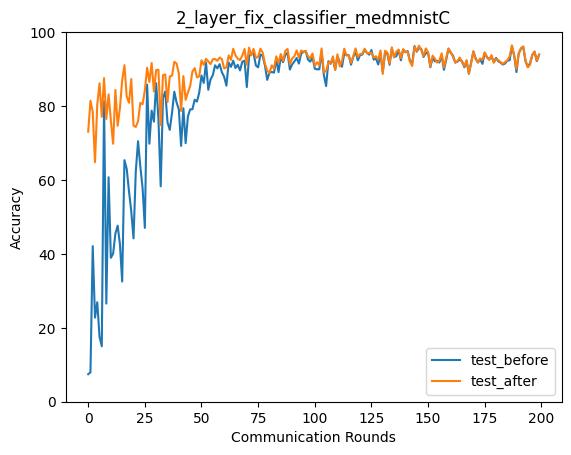 2_layer_fix_classifier_medmnistC
100
80
60
40
20
0
Accuracy
0 25 50 75 100 125 150 175 200
Communication Rounds
test_before
test_after